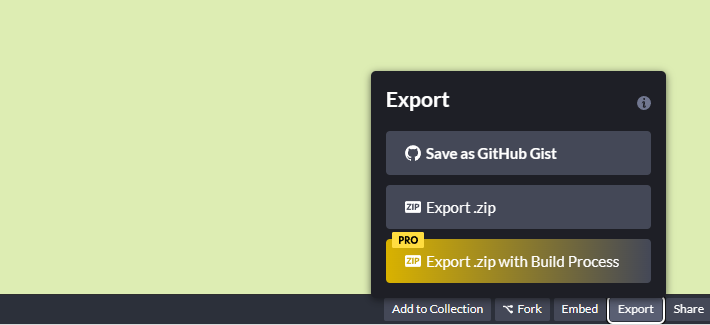 Export
Save as GitHub Gist
ZIP Export .zip
PRO
ZIP Export .zip with Build Process
Add to Collection Fork Embed Export Share